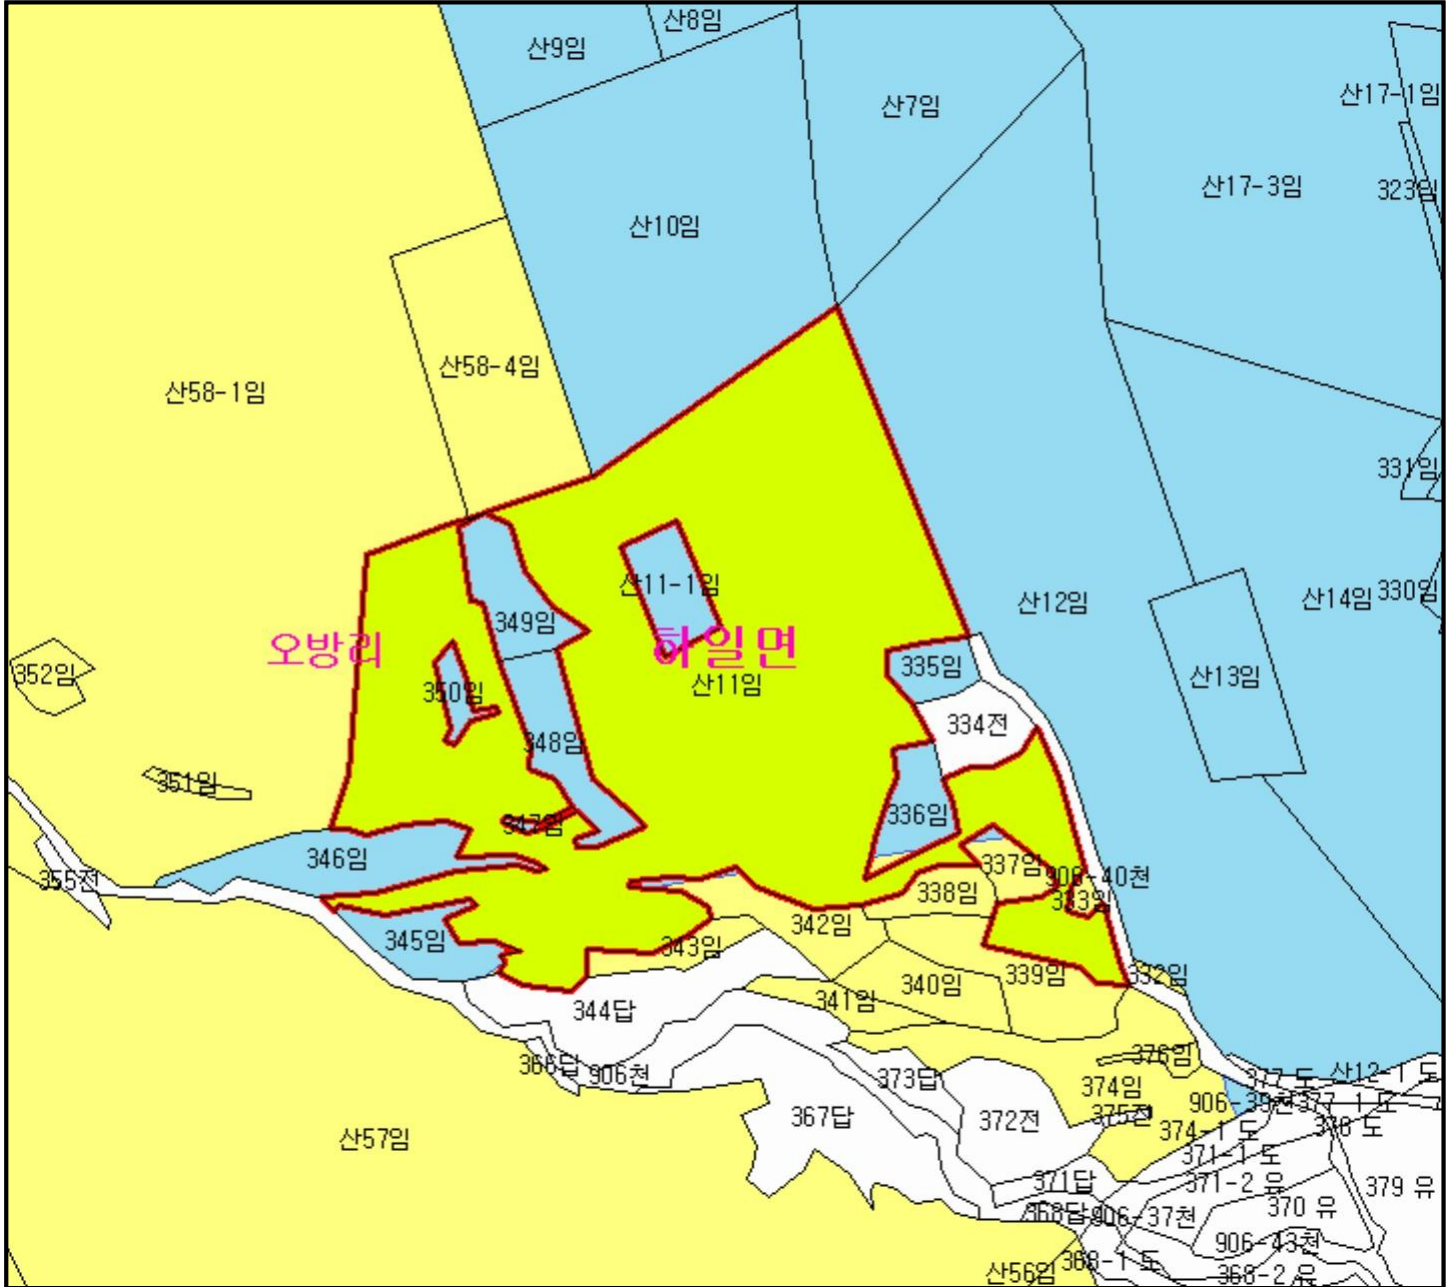 산8임
산9임
산17-1임
산7임
산17-3임
323임
산10임
산58-4임
산58-1임
331임
산11-1임
산14임
330임
산12임
349임
오방리
하일면
335임
352임
산13임
산11임
350임
334전
348임
351임
336임
347임
346임
337임
906-40천
355전
338임
333임
342임
345임
343임
339임
332임
340임
341임
344답
376임
366답
906천
373답
377 도
산12-1 도
374임
906-39천
377-1 도
367답
372전
375전
374-1 도
378 도
산57임
371-1 도
371답
371-2 유
379 유
370 유
368답
906-37천
906-43천
368-1 도
산56임
368-2 유